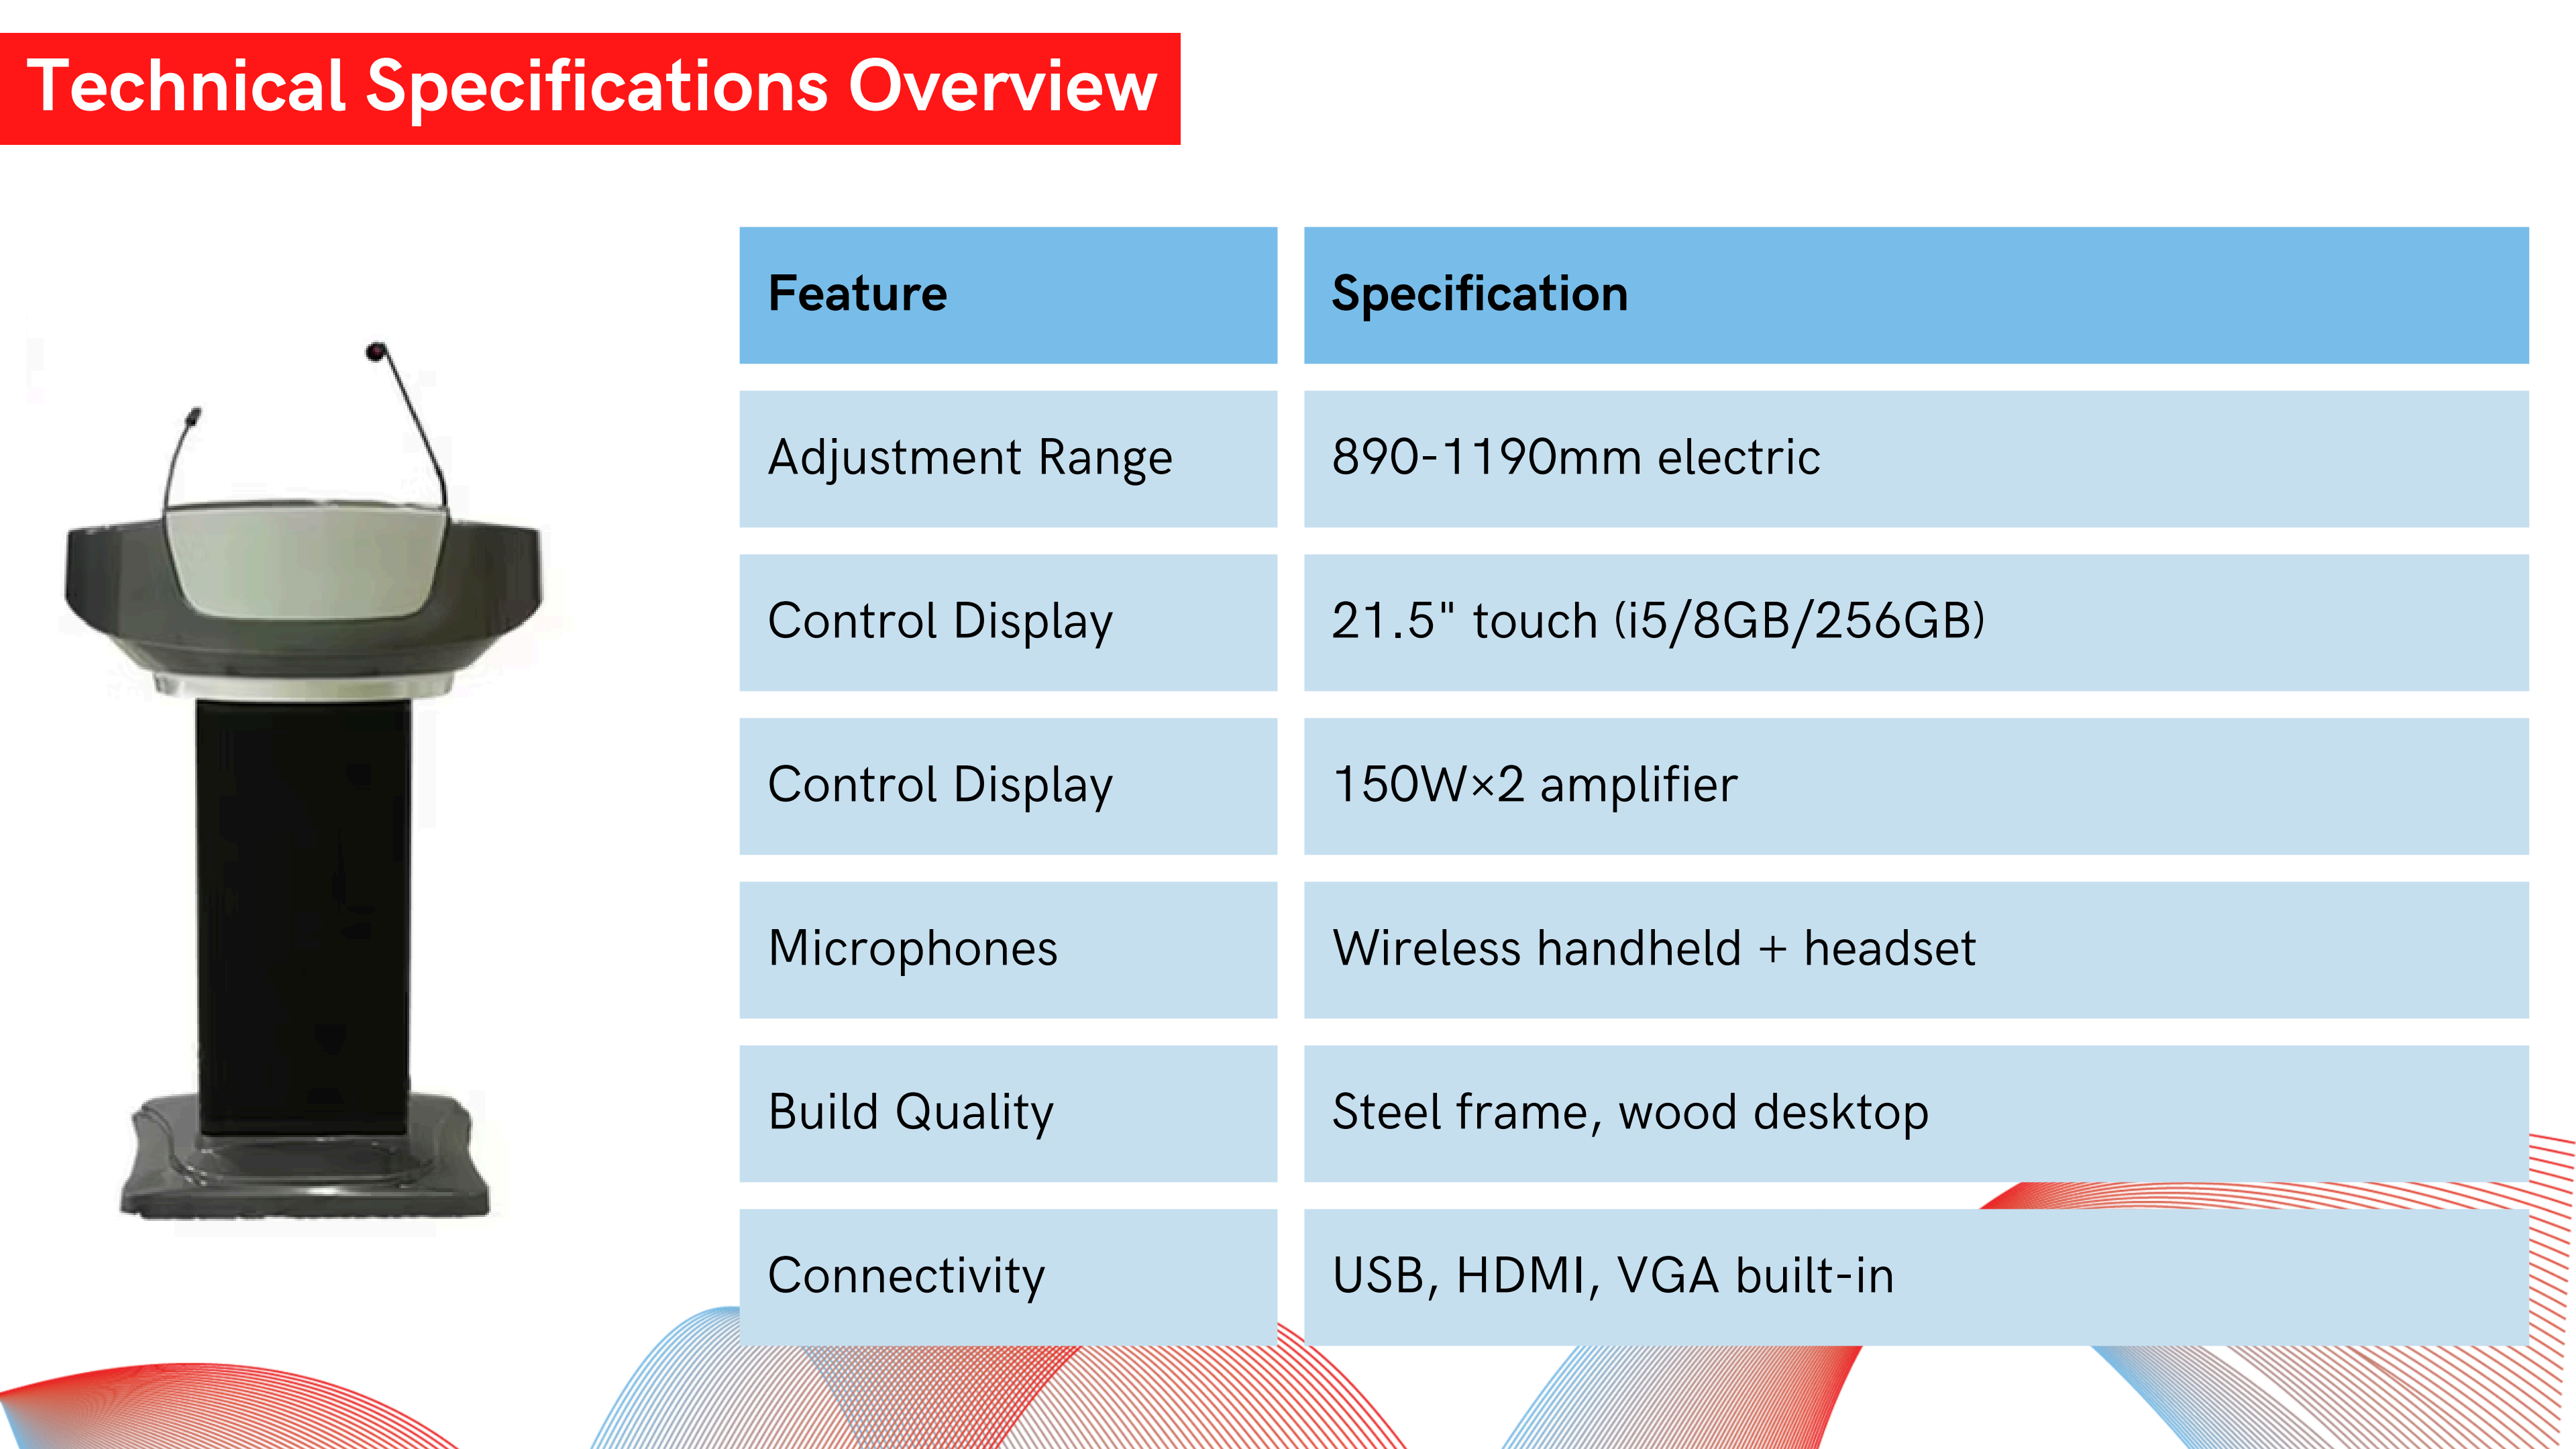 Technical Specifications Overview
Feature
Specification
Adjustment Range
890-1190mm electric
Control Display
21.5" touch (i5/8GB/256GB)
Control Display
150W×2 amplifier
Microphones
Wireless handheld + headset
Build Quality
Steel frame, wood desktop
Connectivity
USB, HDMI, VGA built-in